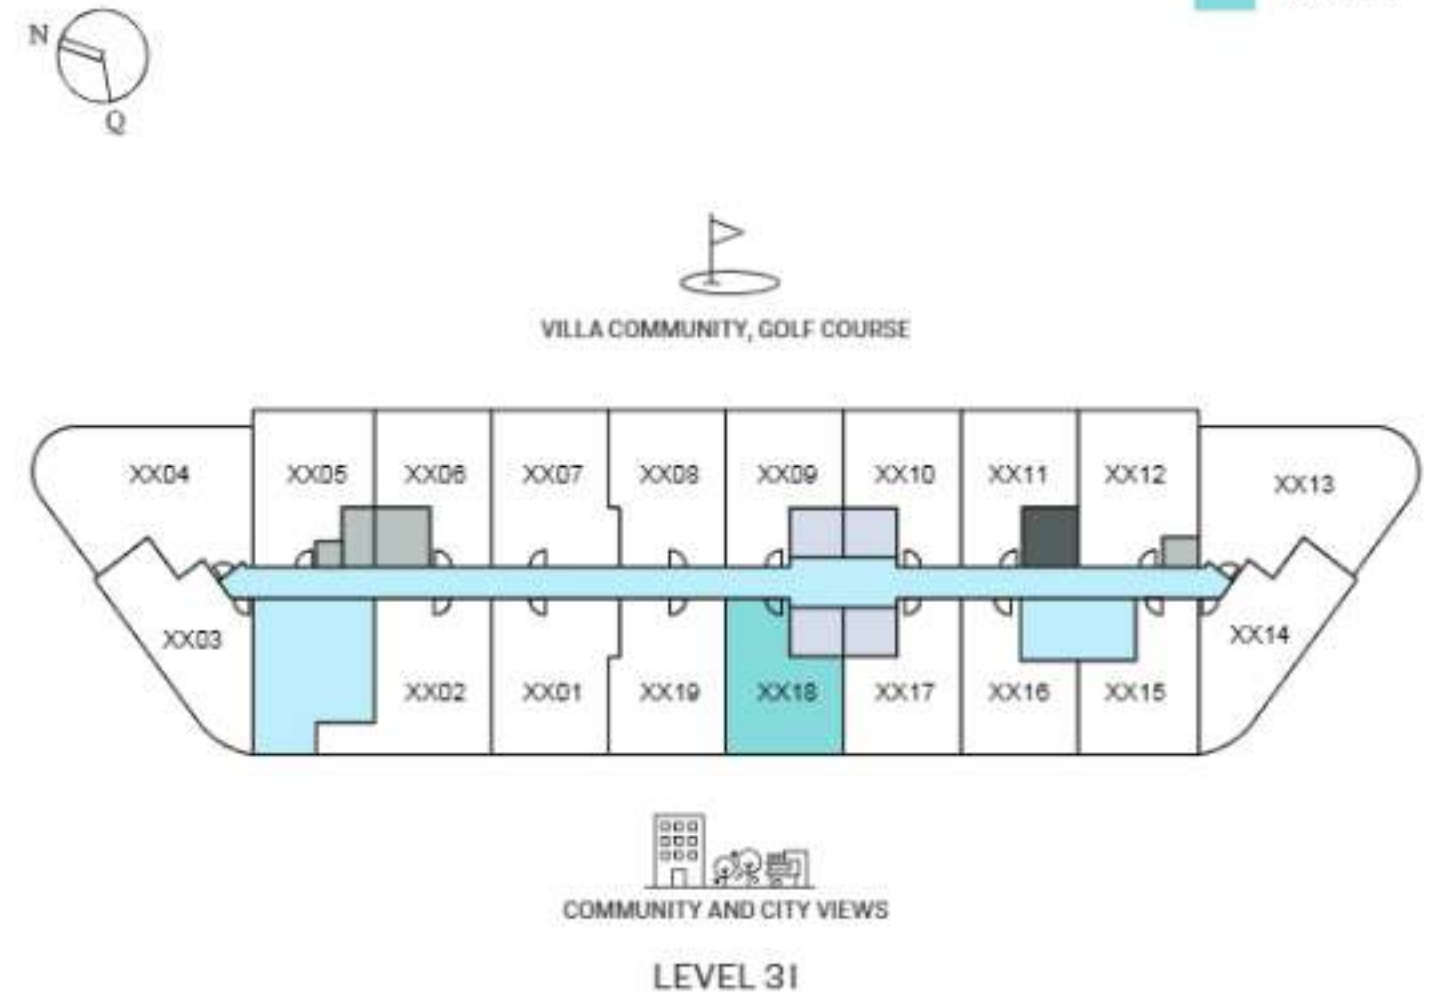 N
Q
VILLA COMMUNITY, GOLF COURSE
XX04
XX05
XX06
XX07
XX08
XX09
XX10
XX11
XX12
XX13
XX03
XX02
XX01
XX19
XX18
XX17
XX16
XX15
XX14
COMMUNITY AND CITY VIEWS
LEVEL 31